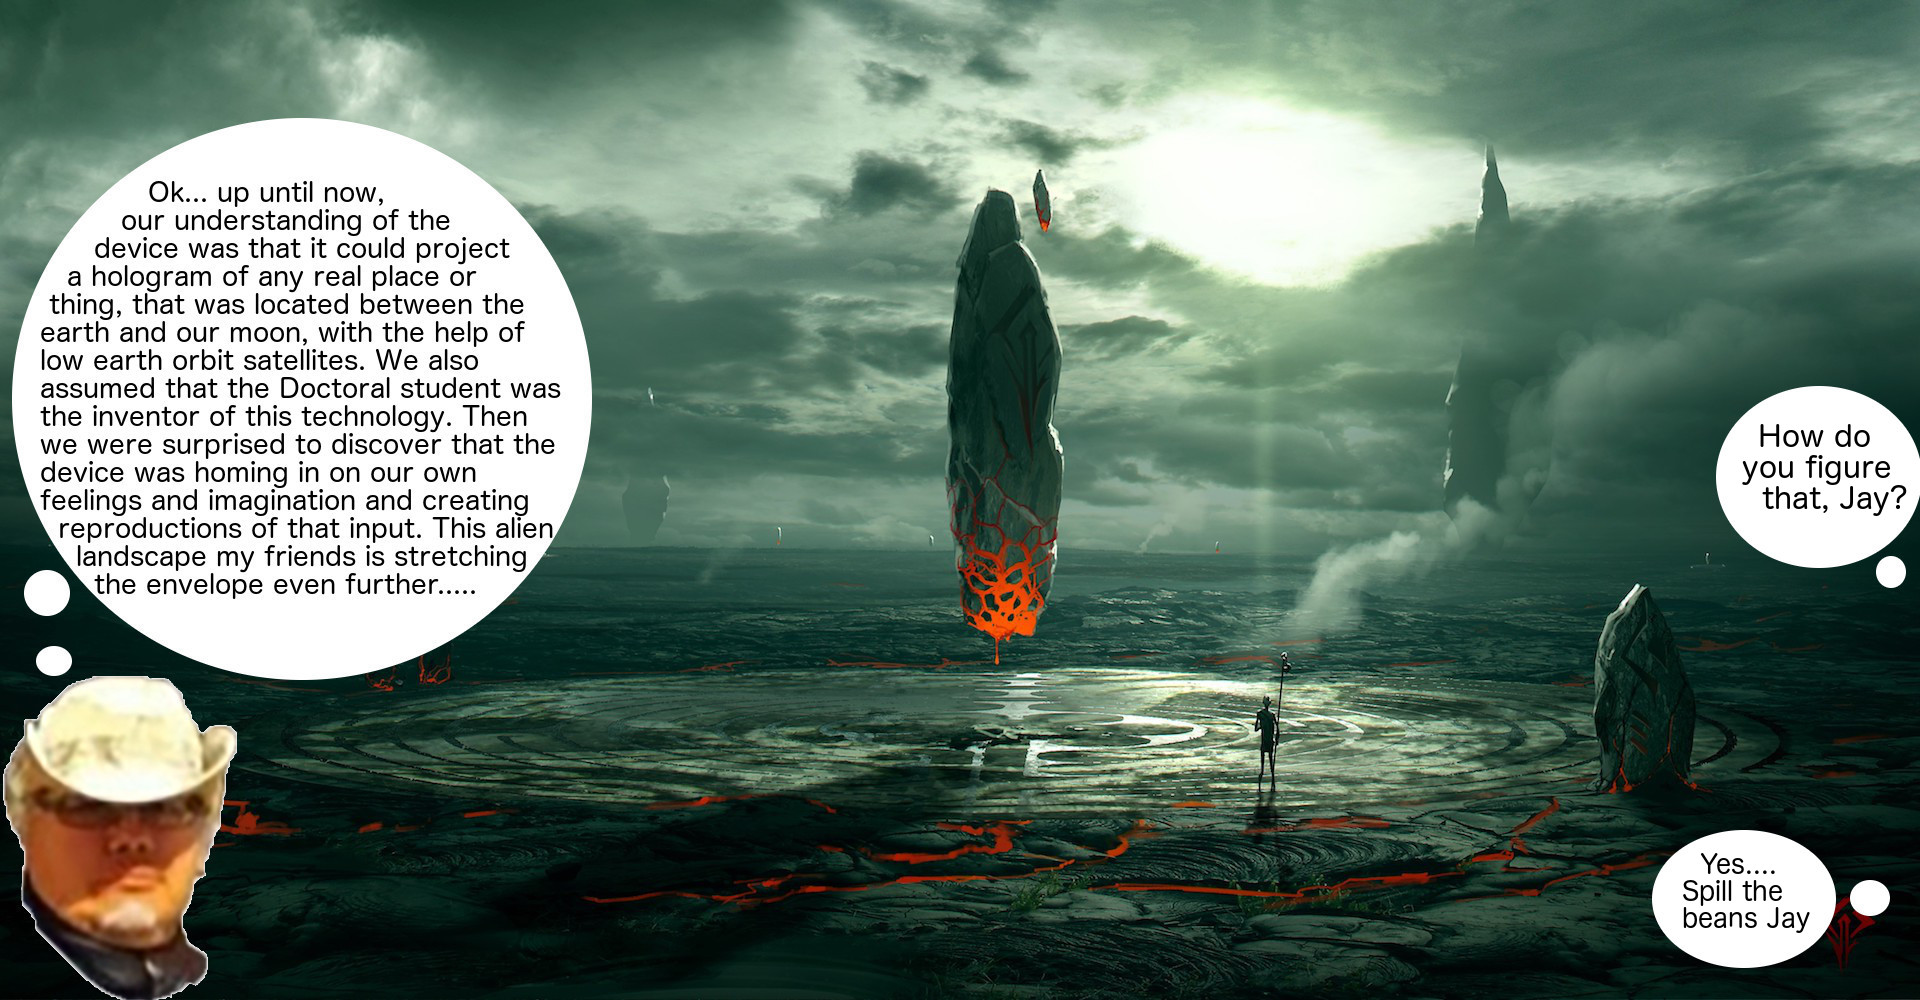 Ok... up until now,
our understanding of the
device was that it could project
a hologram of any real place or
thing, that was located between the
earth and our moon, with the help of
low earth orbit satellites. We also
assumed that the Doctoral student was
the inventor of this technology. Then
we were surprised to discover that the
device was homing in on our own
feelings and imagination and creating
reproductions of that input. This alien
landscape my friends is stretching
the envelope even further.....
How do
you figure
that, Jay?
Yes....
Spill the
beans Jay